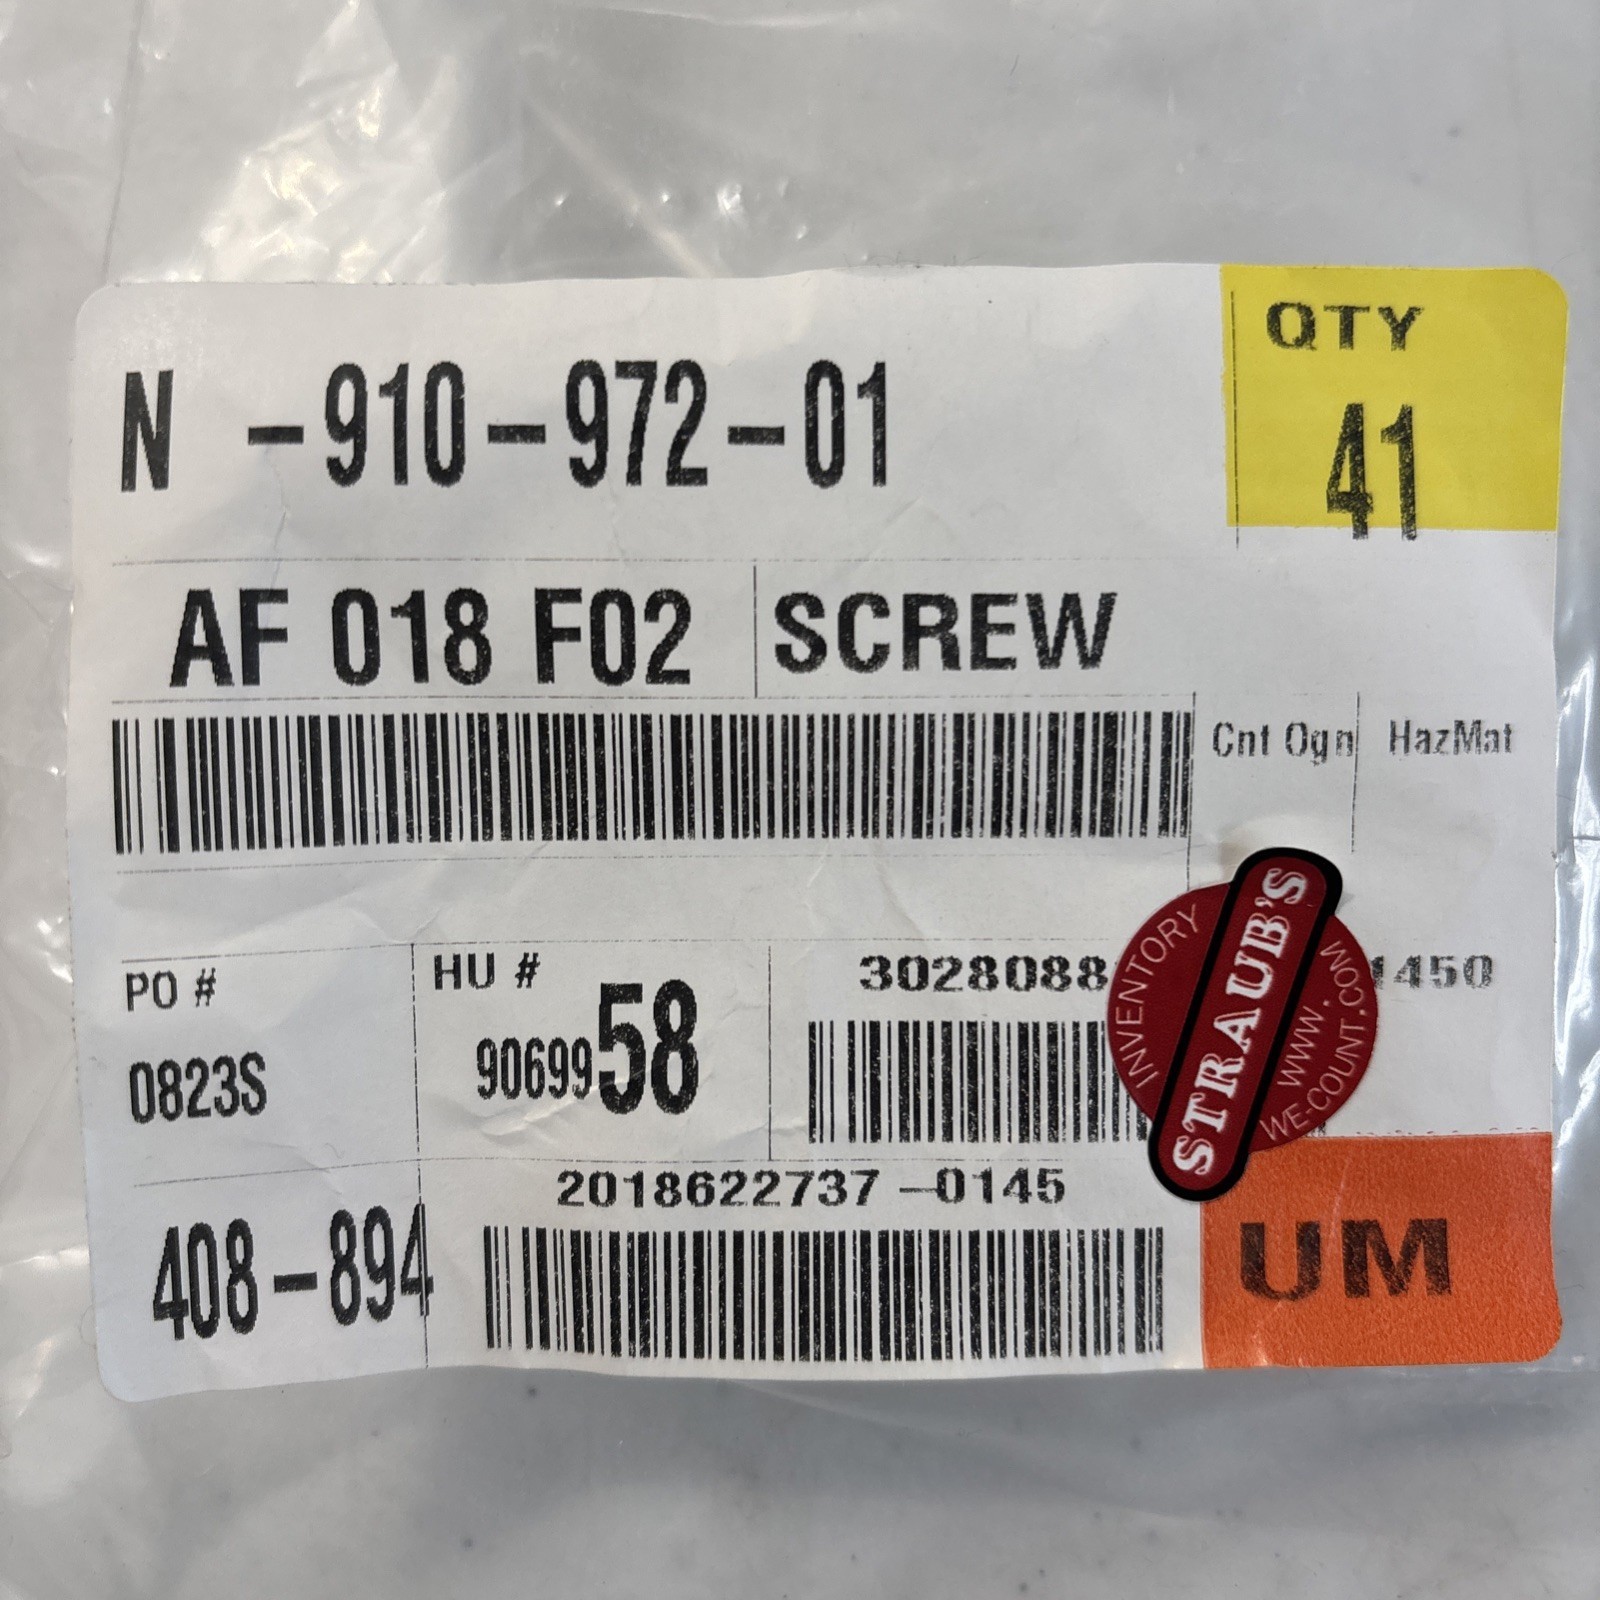 QTY
N -910-972-01
41
AF 018 F02
SCREW
Cnt Ogn
HazMat
PO #
HU #
3028088
1450
0823S
9069958
INVENTORY
STRAUB'S
WWW.
WE-COUNT.COM
2018622737 -0145
408-894
UM